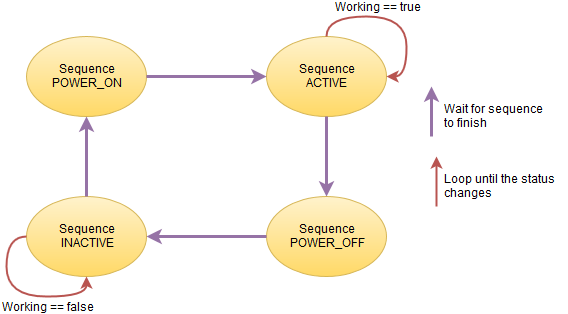 Working == true
Sequence
POWER_ON
Sequence
ACTIVE
Wait for sequence
to finish
Loop until the status
changes
Sequence
INACTIVE
Sequence
POWER_OFF
Working == false